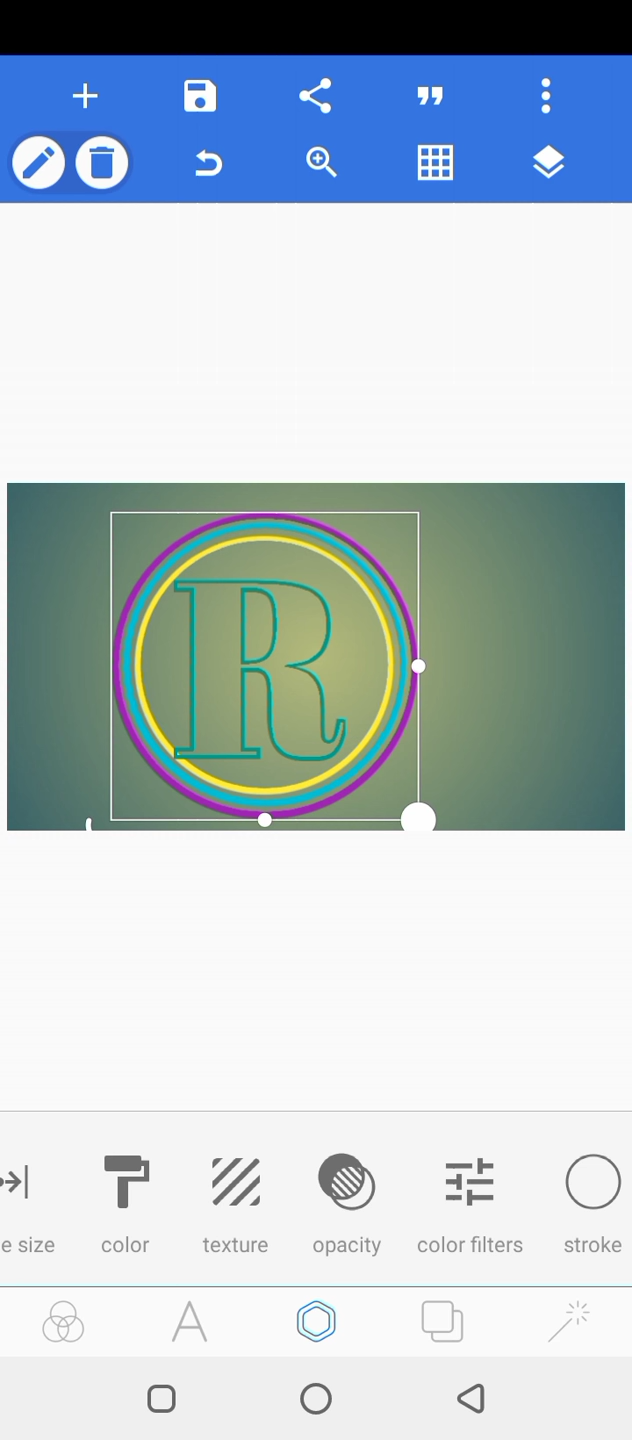 R
e size
color
texture
opacity
color filters
stroke
A